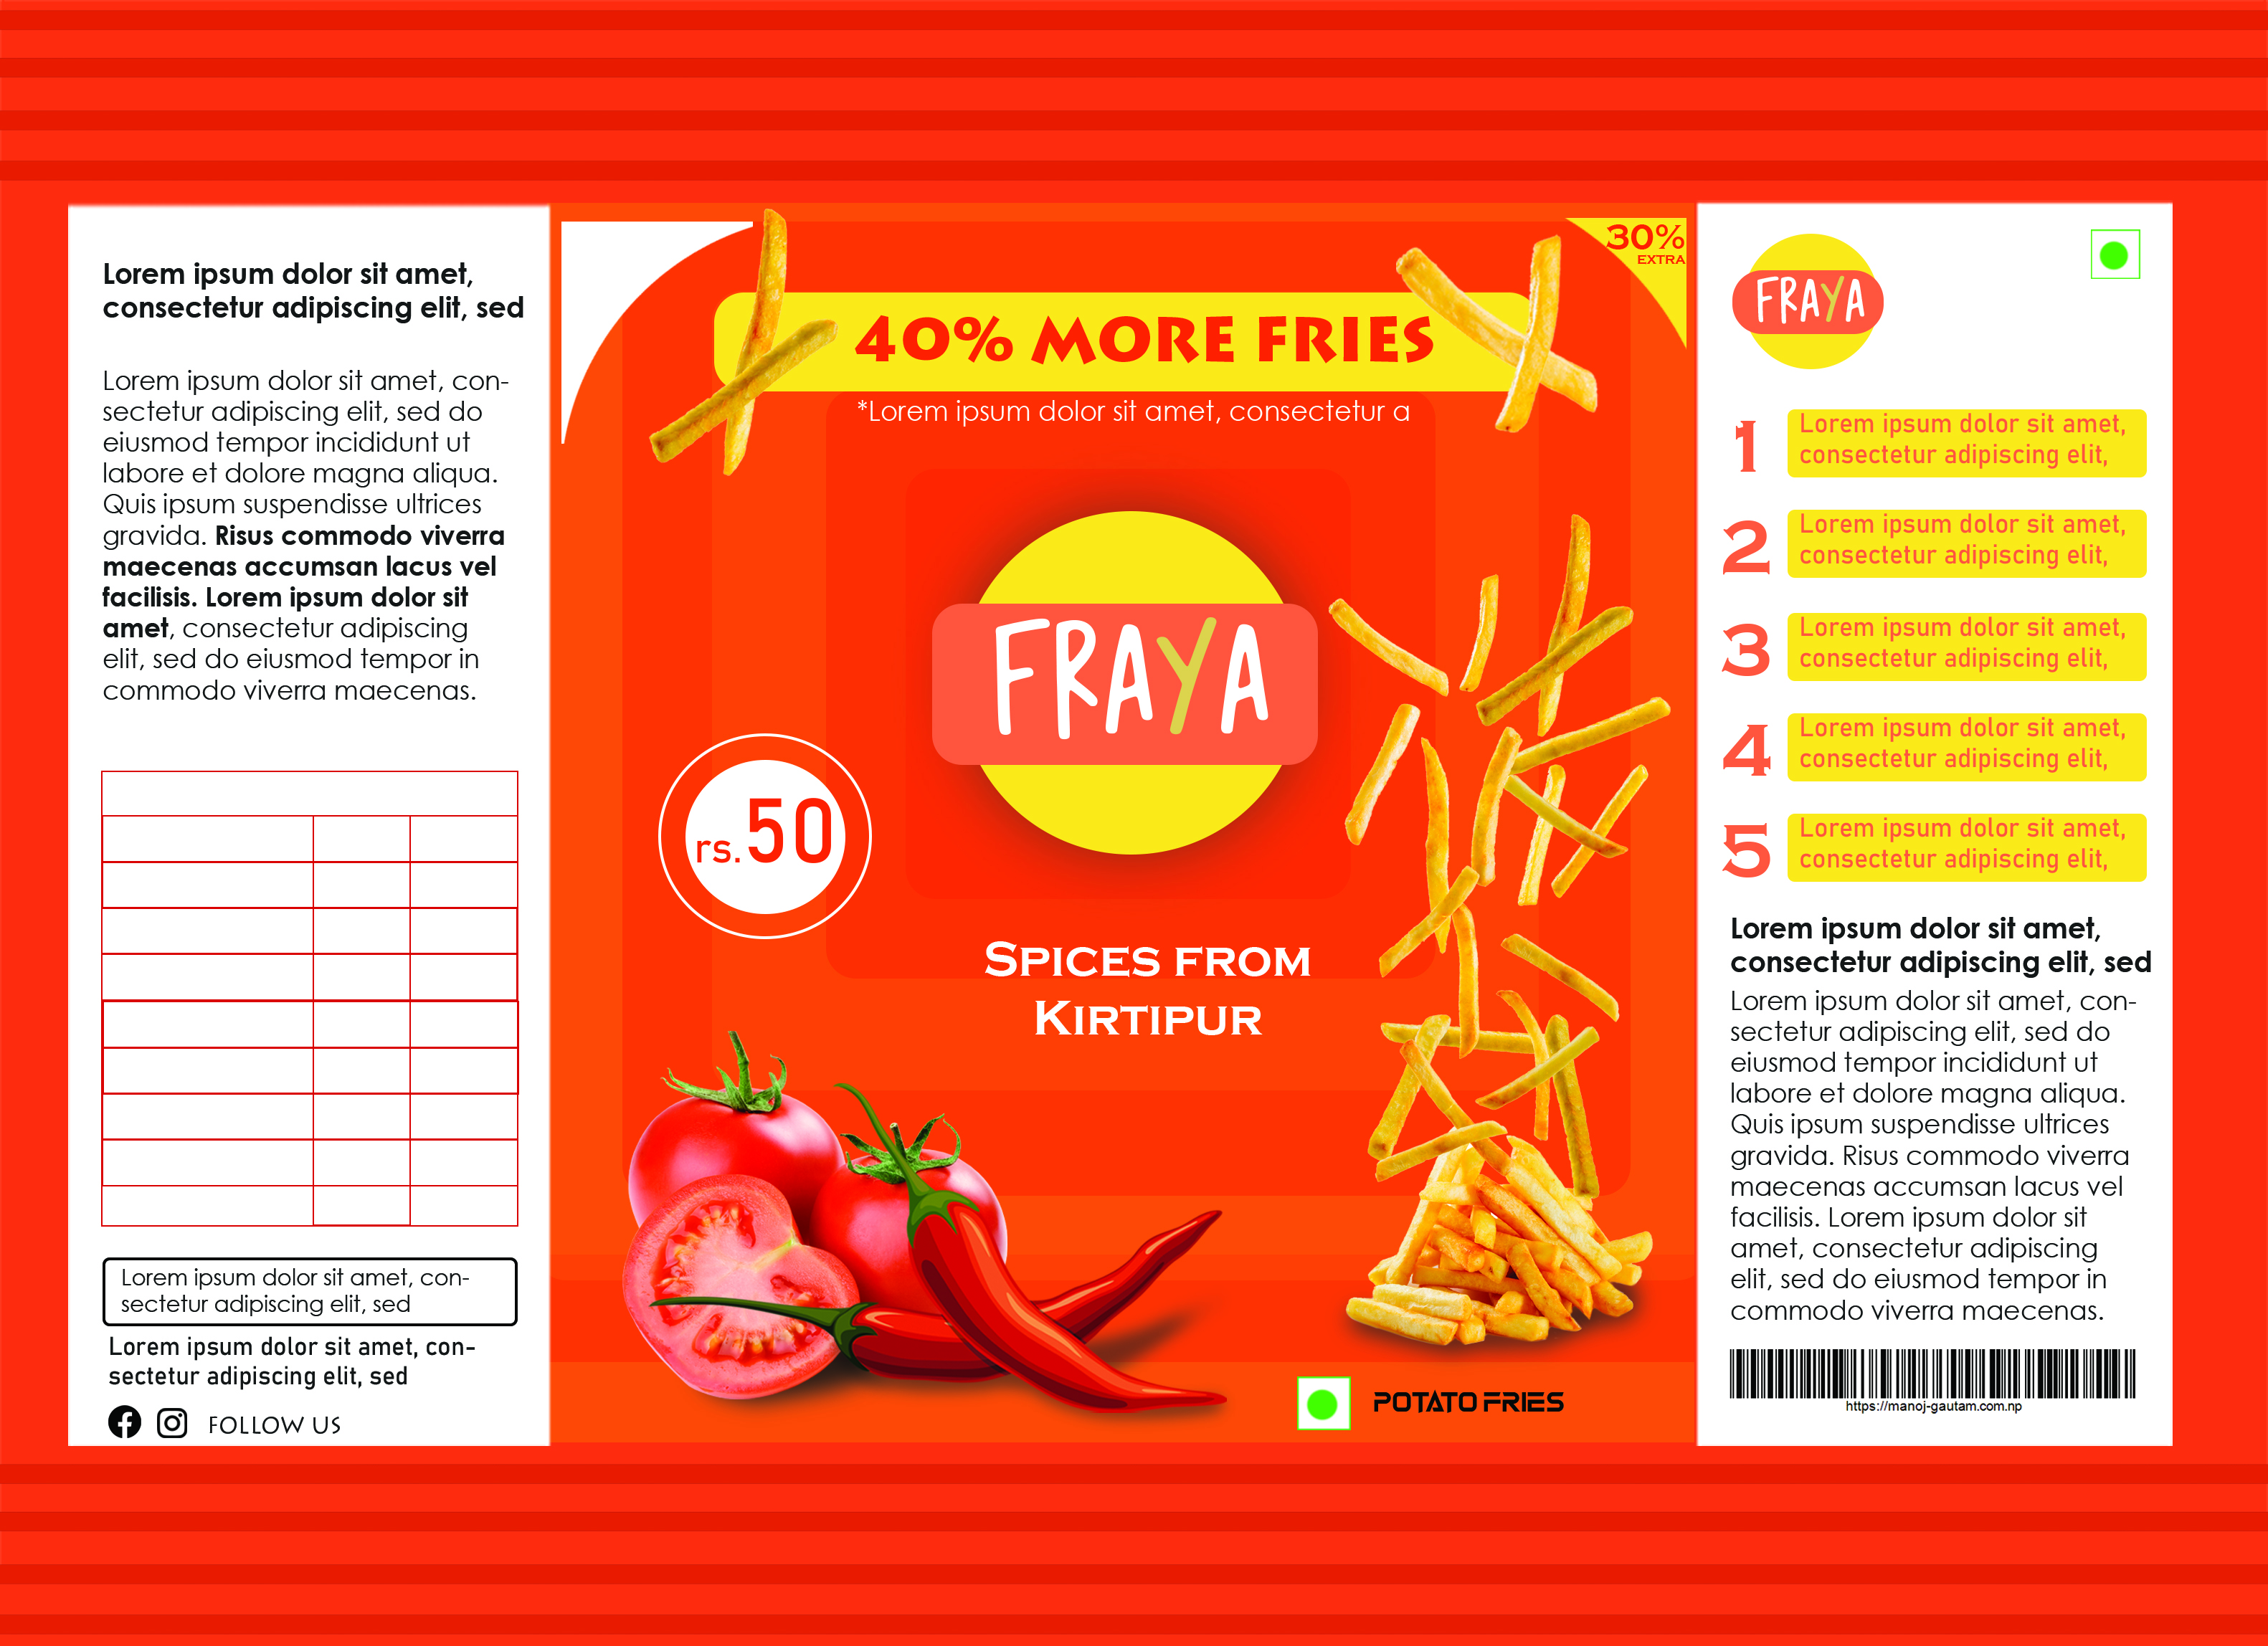 Lorem ipsum dolor sit amet,
consectetur adipiscing elit, sed
Lorem ipsum dolor sit amet, con-
sectetur adipiscing elit, sed do
eiusmod tempor incididunt ut
labore et dolore magna aliqua.
Quis ipsum suspendisse ultrices
gravida. Risus commodo viverra
maecenas accumsan lacus vel
facilisis. Lorem ipsum dolor sit
amet, consectetur adipiscing
elit, sed do eiusmod tempor in
commodo viverra maecenas.
Lorem ipsum dolor sit amet, con-
sectetur adipiscing elit, sed
Lorem ipsum dolor sit amet, con-
sectetur adipiscing elit, sed
FOLLOW US
30%
EXTRA
40% MORE FRIES
*Lorem ipsum dolor sit amet, consectetur a
FRAYA
rs.50
SPICES FROM
KIRTIPUR
POTATO FRIES
FRAYA
1
Lorem ipsum dolor sit amet,
consectetur adipiscing elit,
2
Lorem ipsum dolor sit amet,
consectetur adipiscing elit,
3
Lorem ipsum dolor sit amet,
consectetur adipiscing elit,
4
Lorem ipsum dolor sit amet,
consectetur adipiscing elit,
5
Lorem ipsum dolor sit amet,
consectetur adipiscing elit,
Lorem ipsum dolor sit amet,
consectetur adipiscing elit, sed
Lorem ipsum dolor sit amet, con-
sectetur adipiscing elit, sed do
eiusmod tempor incididunt ut
labore et dolore magna aliqua.
Quis ipsum suspendisse ultrices
gravida. Risus commodo viverra
maecenas accumsan lacus vel
facilisis. Lorem ipsum dolor sit
amet, consectetur adipiscing
elit, sed do eiusmod tempor in
commodo viverra maecenas.
https://manoj-gautam.com.np